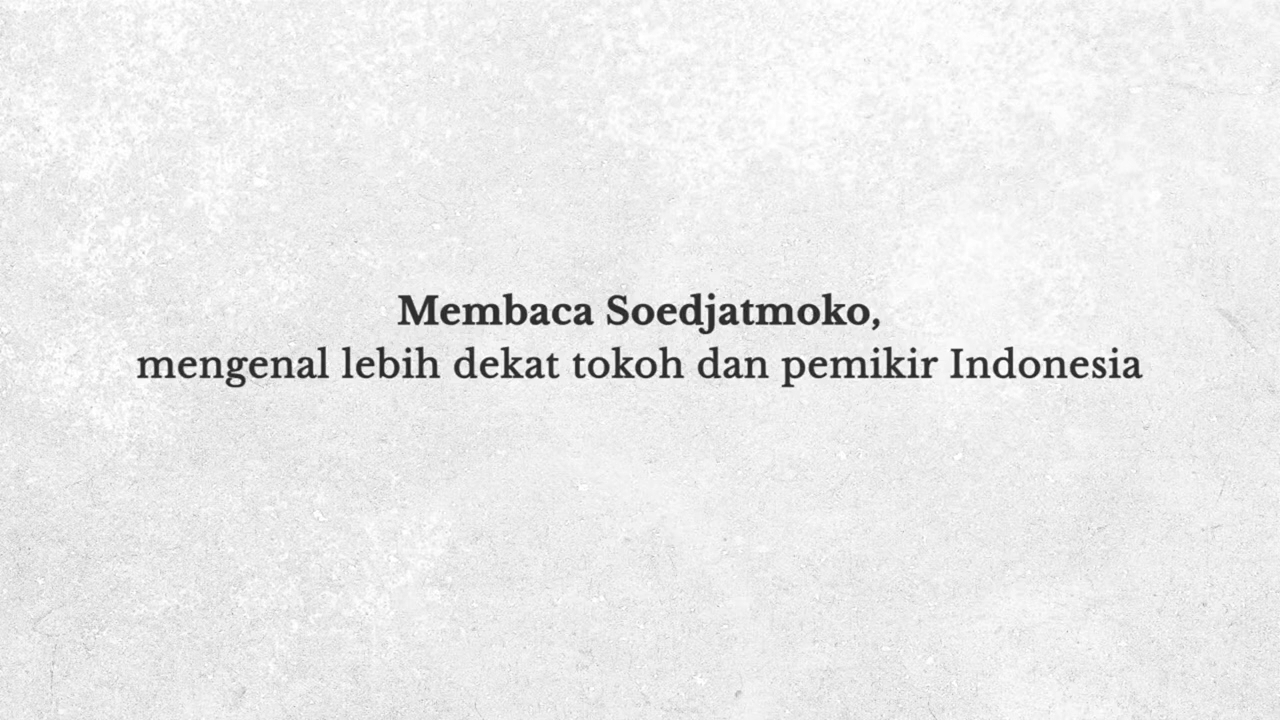 Membaca Soedjatmoko,
mengenal lebih dekat tokoh dan pemikir Indonesia